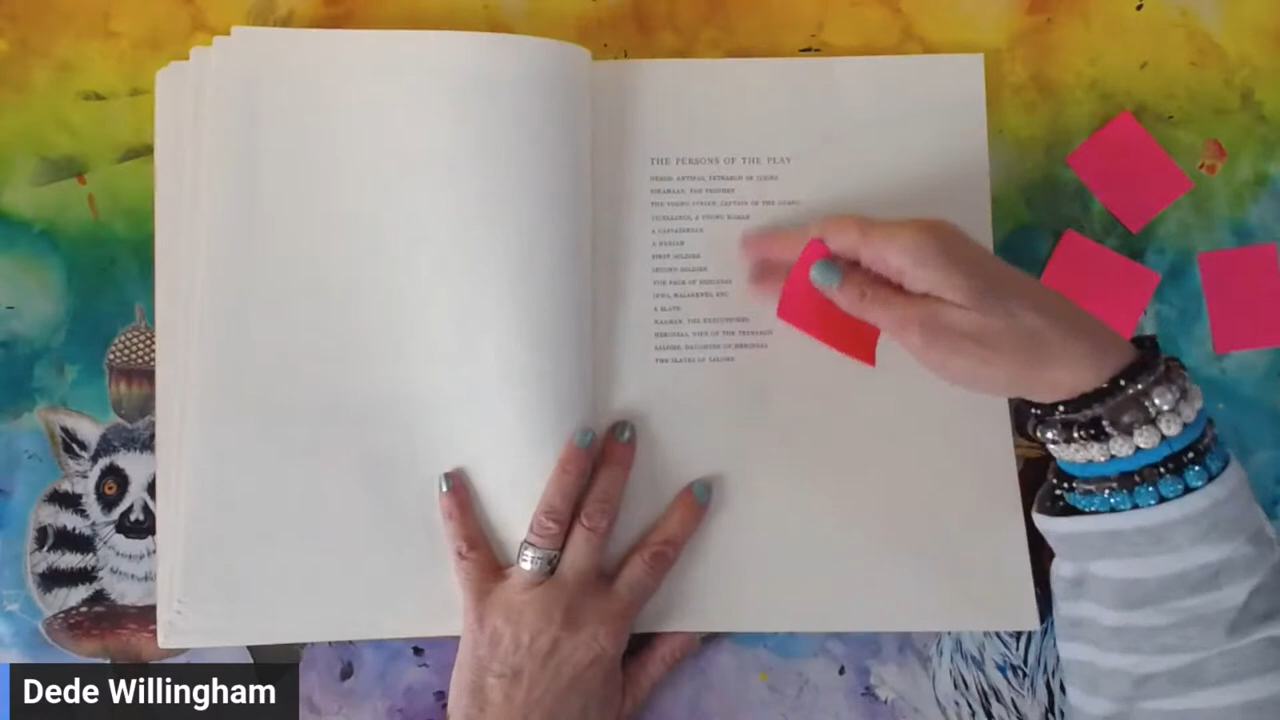 THE PERSONS OF THE PLAY
HEROD ANTIPAS, TETRARCH OF JUDÆA
JOKANAAN, THE PROPHET
THE YOUNG SYRIAN, CAPTAIN OF THE GUARD
TIGELLINUS, A YOUNG ROMAN
A CAPPADOCIAN
A NUBIAN
FIRST SOLDIER
SECOND SOLDIER
THE PAGE OF HERODIAS
JEWS, NAZARENES, ETC.
A SLAVE
NAAMAN, THE EXECUTIONER
HERODIAS, WIFE OF THE TETRARCH
SALOME, DAUGHTER OF HERODIAS
THE SLAVES OF SALOME
Dede Willingham